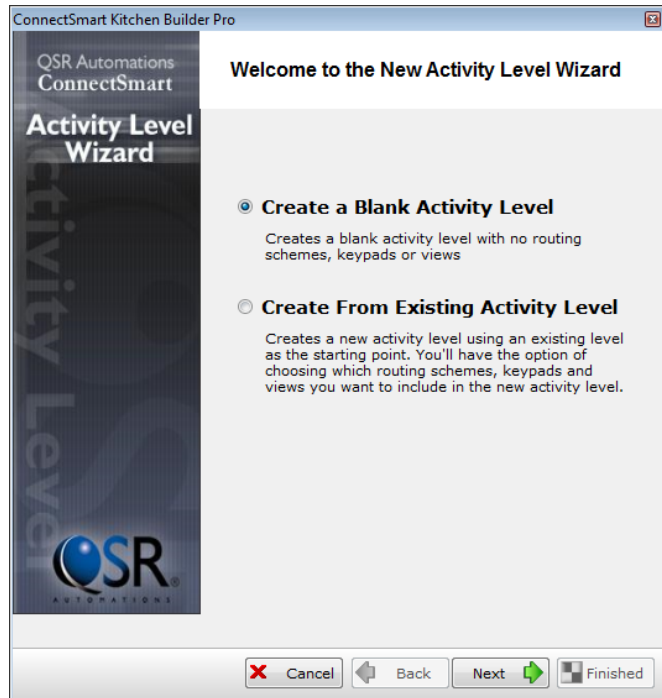 ConnectSmart Kitchen Builder Pro
QSR Automations
ConnectSmart
Welcome to the New Activity Level Wizard
Activity Level
Wizard
Activity Level
Create a Blank Activity Level
Creates a blank activity level with no routing
schemes, keypads or views
Create From Existing Activity Level
Creates a new activity level using an existing level
as the starting point. You'll have the option of
choosing which routing schemes, keypads and
views you want to include in the new activity level.
QSR®
AUTOMATIONS
Cancel
Back
Next
Finished